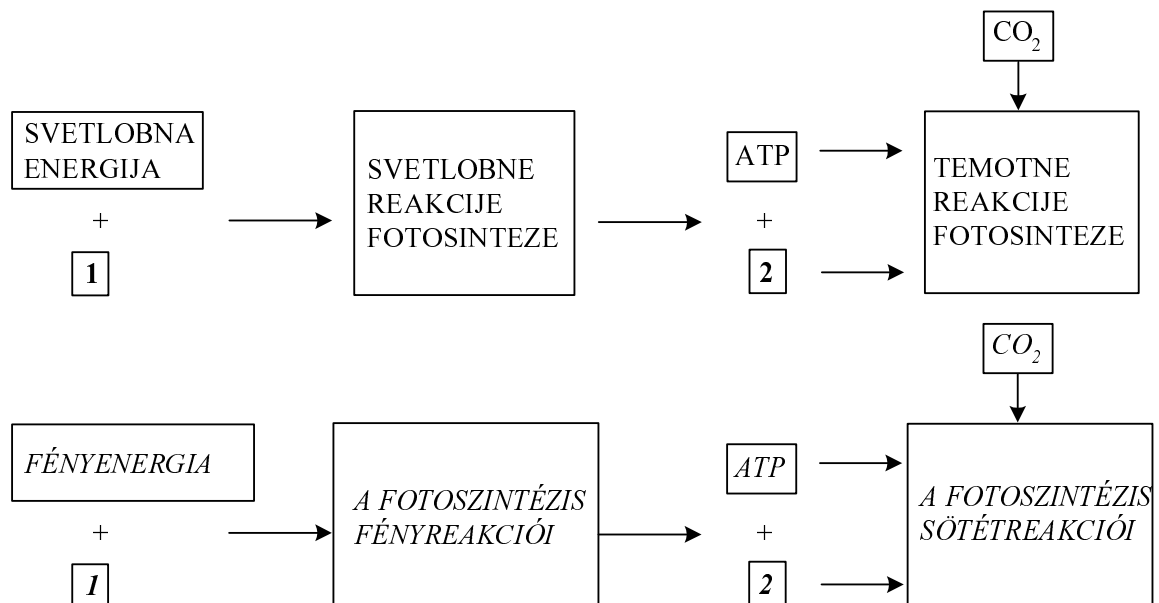 CO₂
SVETLOBNA
ENERGIJA
+
1
SVETLOBNE
REAKCIJE
FOTOSINTEZE
ATP
+
2
TEMOTNE
REAKCIJE
FOTOSINTEZE
CO₂
FÉNYENERGIA
+
1
A FOTOSZINTÉZIS
FÉNYREAKCIÓI
ATP
+
2
A FOTOSZINTÉZIS
SÖTÉTREAKCIÓI